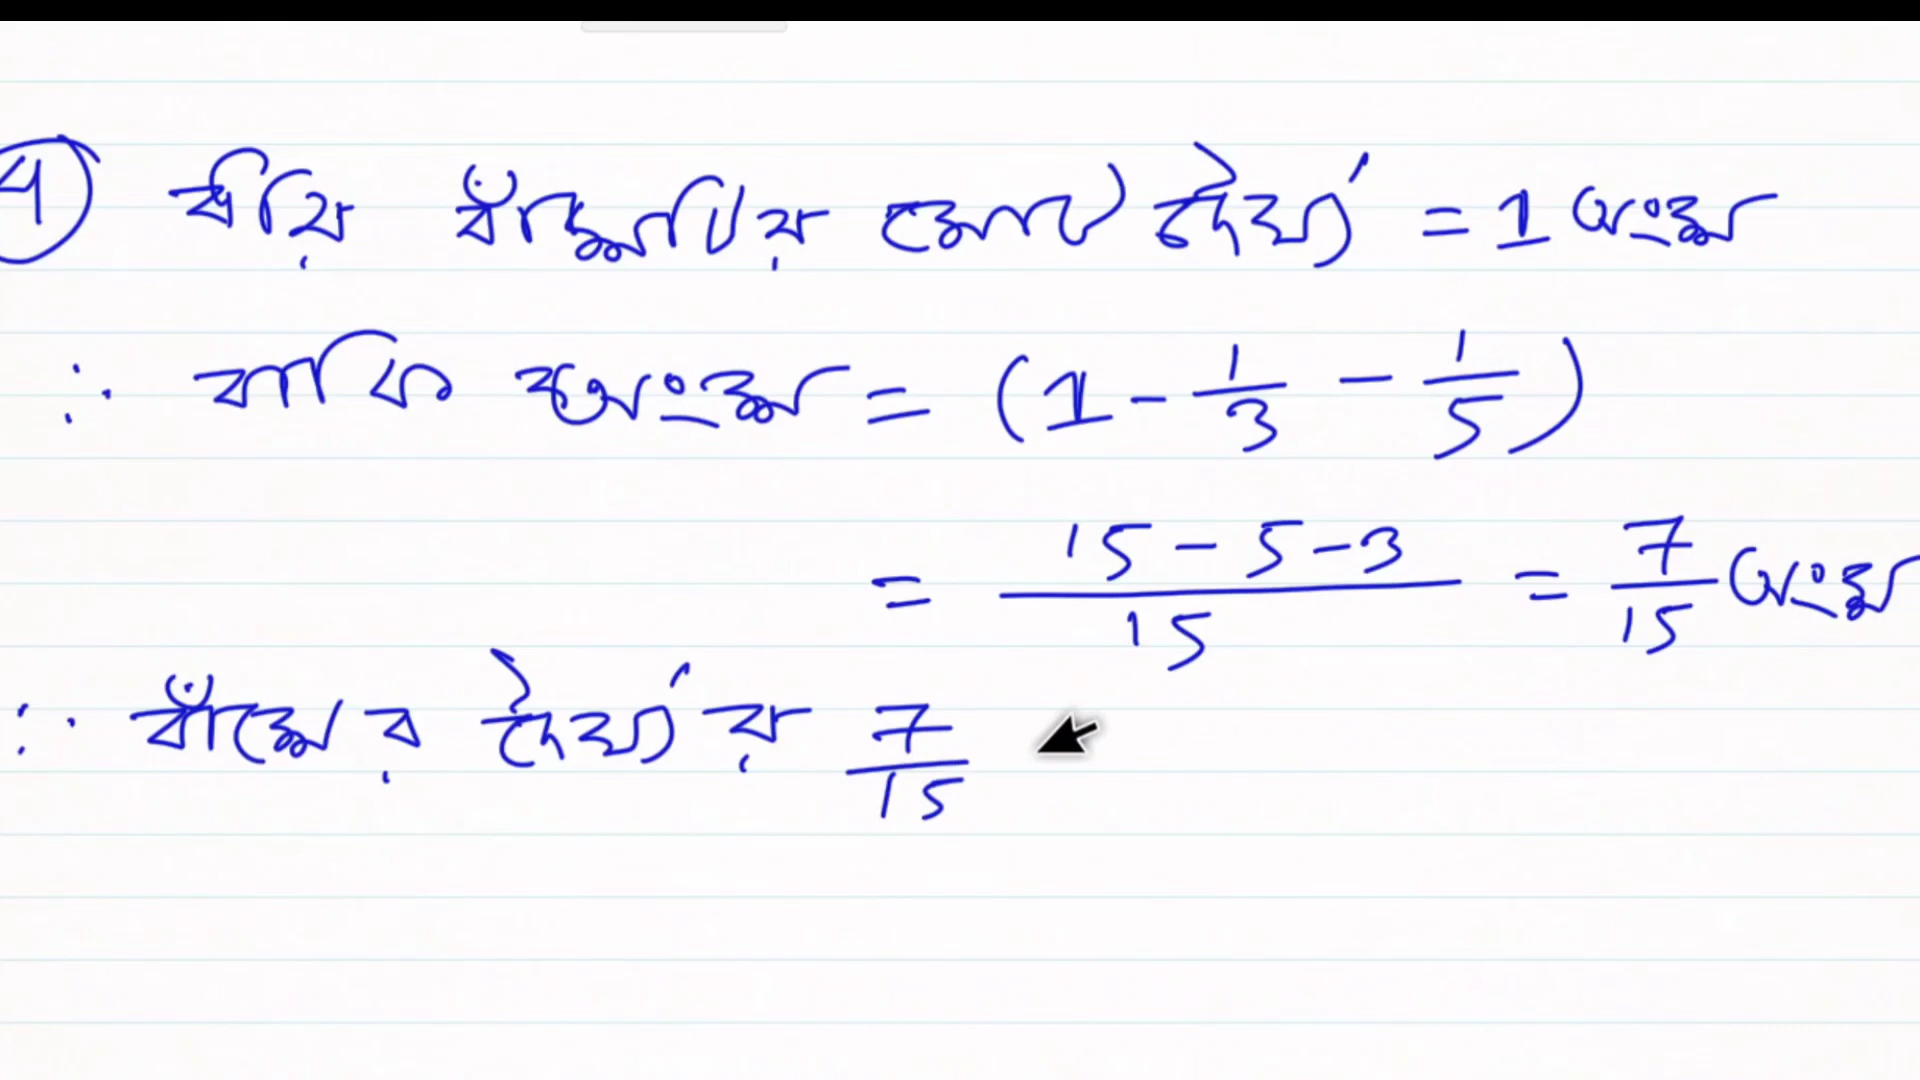 4 ধরি বাঁশটির মোট দৈর্ঘ্য = 1 অংশ
∴ বাকি অংশ = (1 - 1/3 - 1/5)
= (15 - 5 - 3)/15 = 7/15 অংশ
∴ বাঁশের দৈর্ঘ্যের 7/15